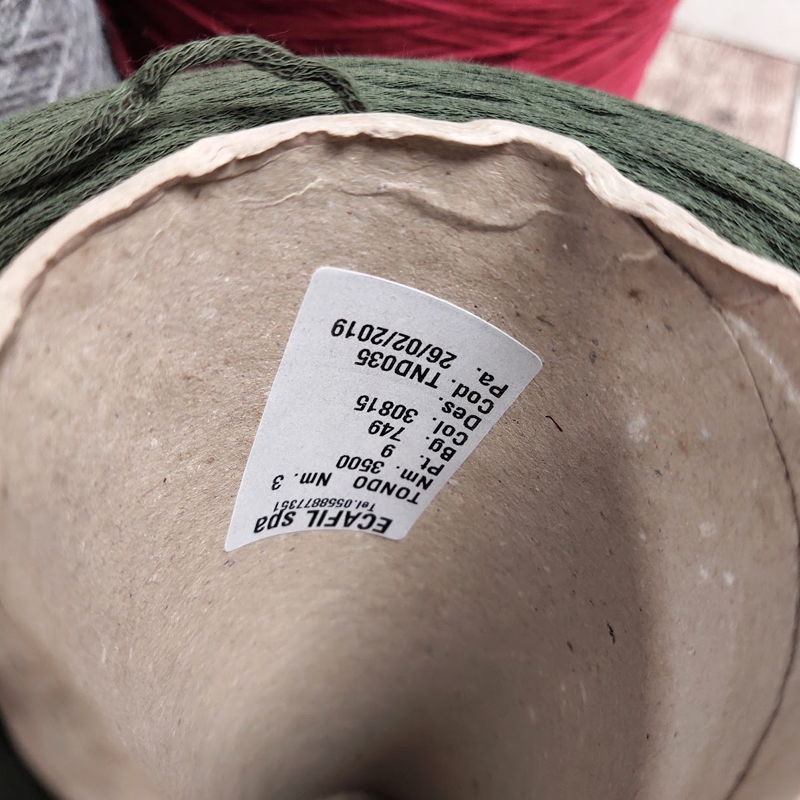 ECAFIL spa
Tel.0558877351
TONDO Nm. 3
Nm. 3500
Pt. 9
Bg. 749
Col. 30815
Des.
Cod. TND035
Pa. 26/02/2019